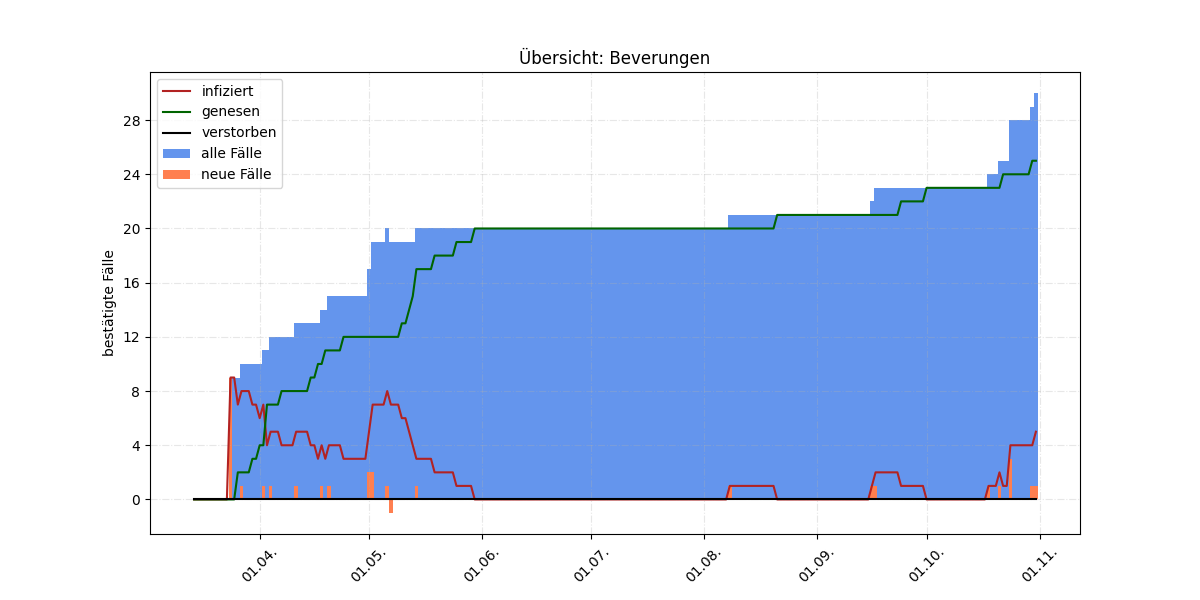 Übersicht: Beverungen
infiziert
genesen
verstorben
alle Fälle
neue Fälle
bestätigte Fälle
28
24
20
16
12
8
4
0
01.04.
01.05.
01.06.
01.07.
01.08.
01.09.
01.10.
01.11.